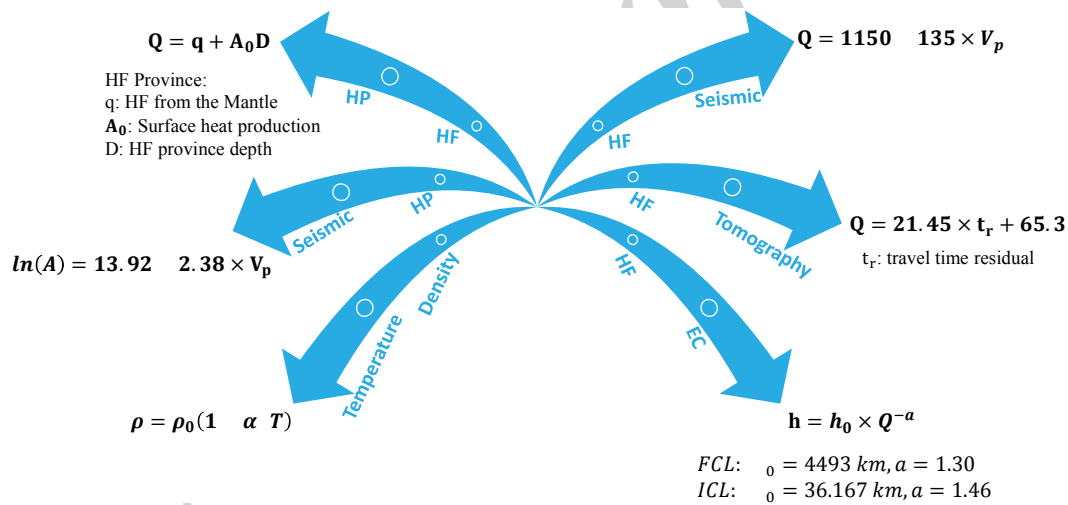 Q = q + A₀D
HF Province:
q: HF from the Mantle
A₀: Surface heat production
D: HF province depth
HP
HF
Q = 1150 135 × Vₚ
Seismic
HF
ln(A) = 13.92 2.38 × Vₚ
Seismic
HP
Q = 21.45 × tᵣ + 65.3
tᵣ: travel time residual
HF
Tomography
ρ = ρ₀(1 α T)
Temperature
Density
HF
EC
h = h₀ × Q⁻ᵃ
FCL: ₀ = 4493 km, a = 1.30
ICL: ₀ = 36.167 km, a = 1.46